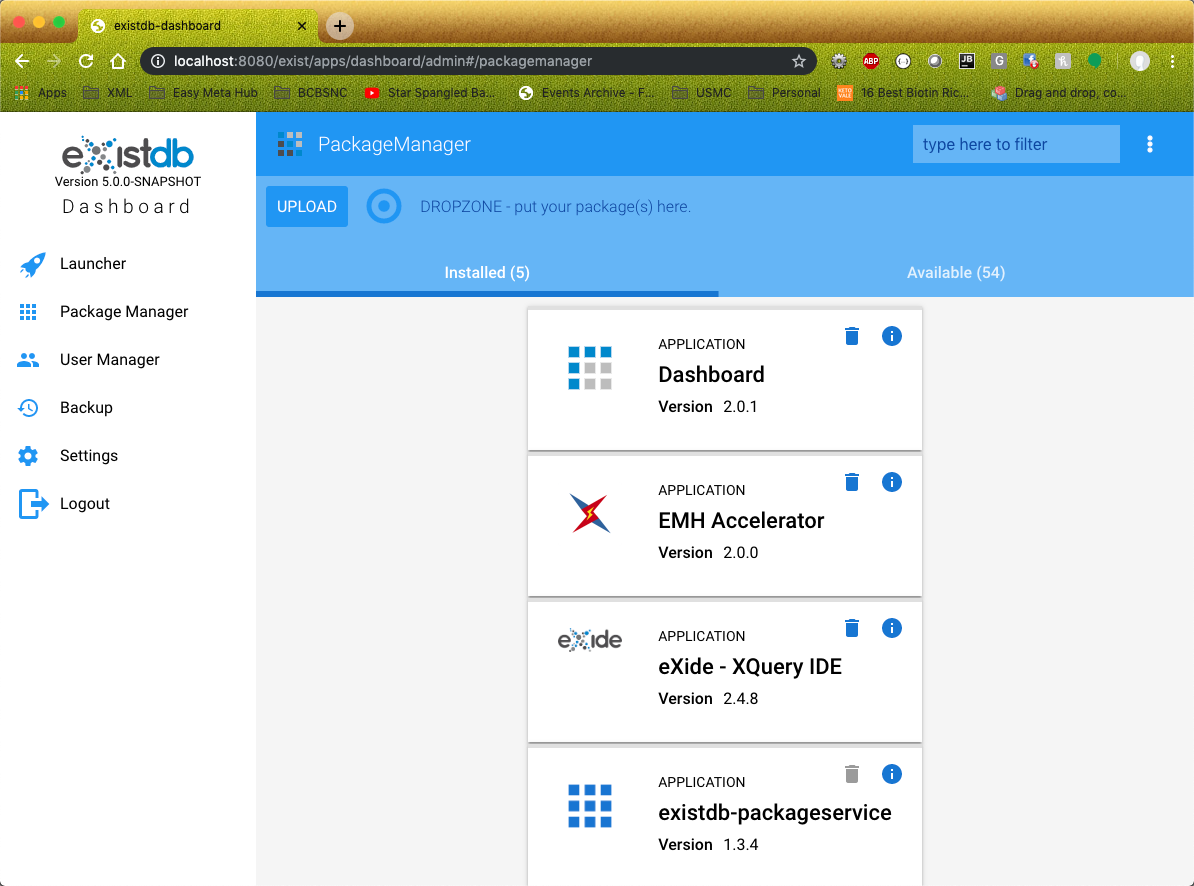 existdb-dashboard
localhost:8080/exist/apps/dashboard/admin#/packagemanager
ABP
JB
G
Apps
XML
Easy Meta Hub
BCBSNC
Star Spangled Ba...
Events Archive - F...
USMC
Personal
16 Best Biotin Ric...
Drag and drop, co...
existdb
Version 5.0.0-SNAPSHOT
Dashboard
Launcher
Package Manager
User Manager
Backup
Settings
Logout
PackageManager
type here to filter
UPLOAD
DROPZONE - put your package(s) here.
Installed (5)
Available (54)
APPLICATION
Dashboard
Version 2.0.1
APPLICATION
EMH Accelerator
Version 2.0.0
eXide
APPLICATION
eXide - XQuery IDE
Version 2.4.8
APPLICATION
existdb-packageservice
Version 1.3.4